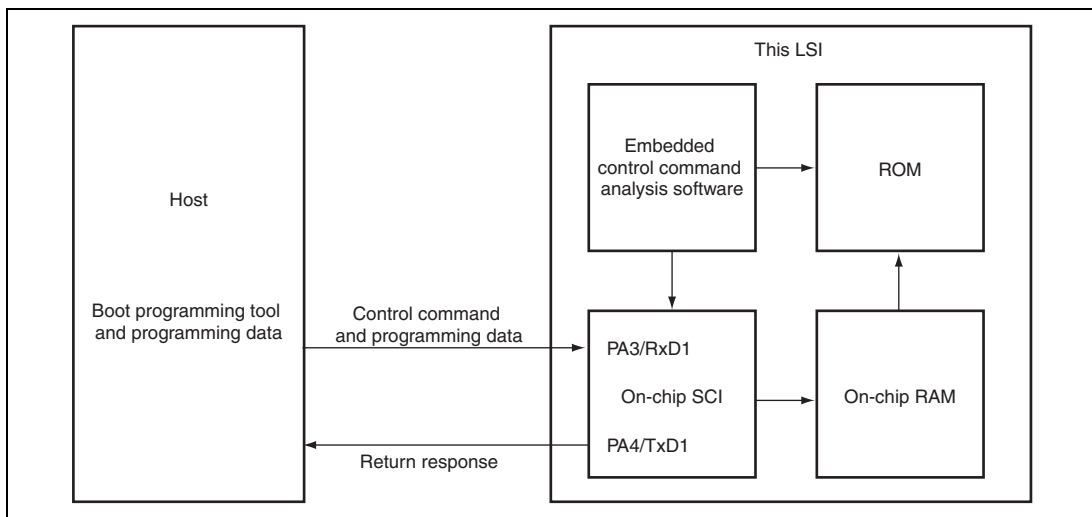 Host
Boot programming tool
and programming data
Control command
and programming data
Return response
This LSI
Embedded
control command
analysis software
ROM
PA3/RxD1
On-chip SCI
PA4/TxD1
On-chip RAM